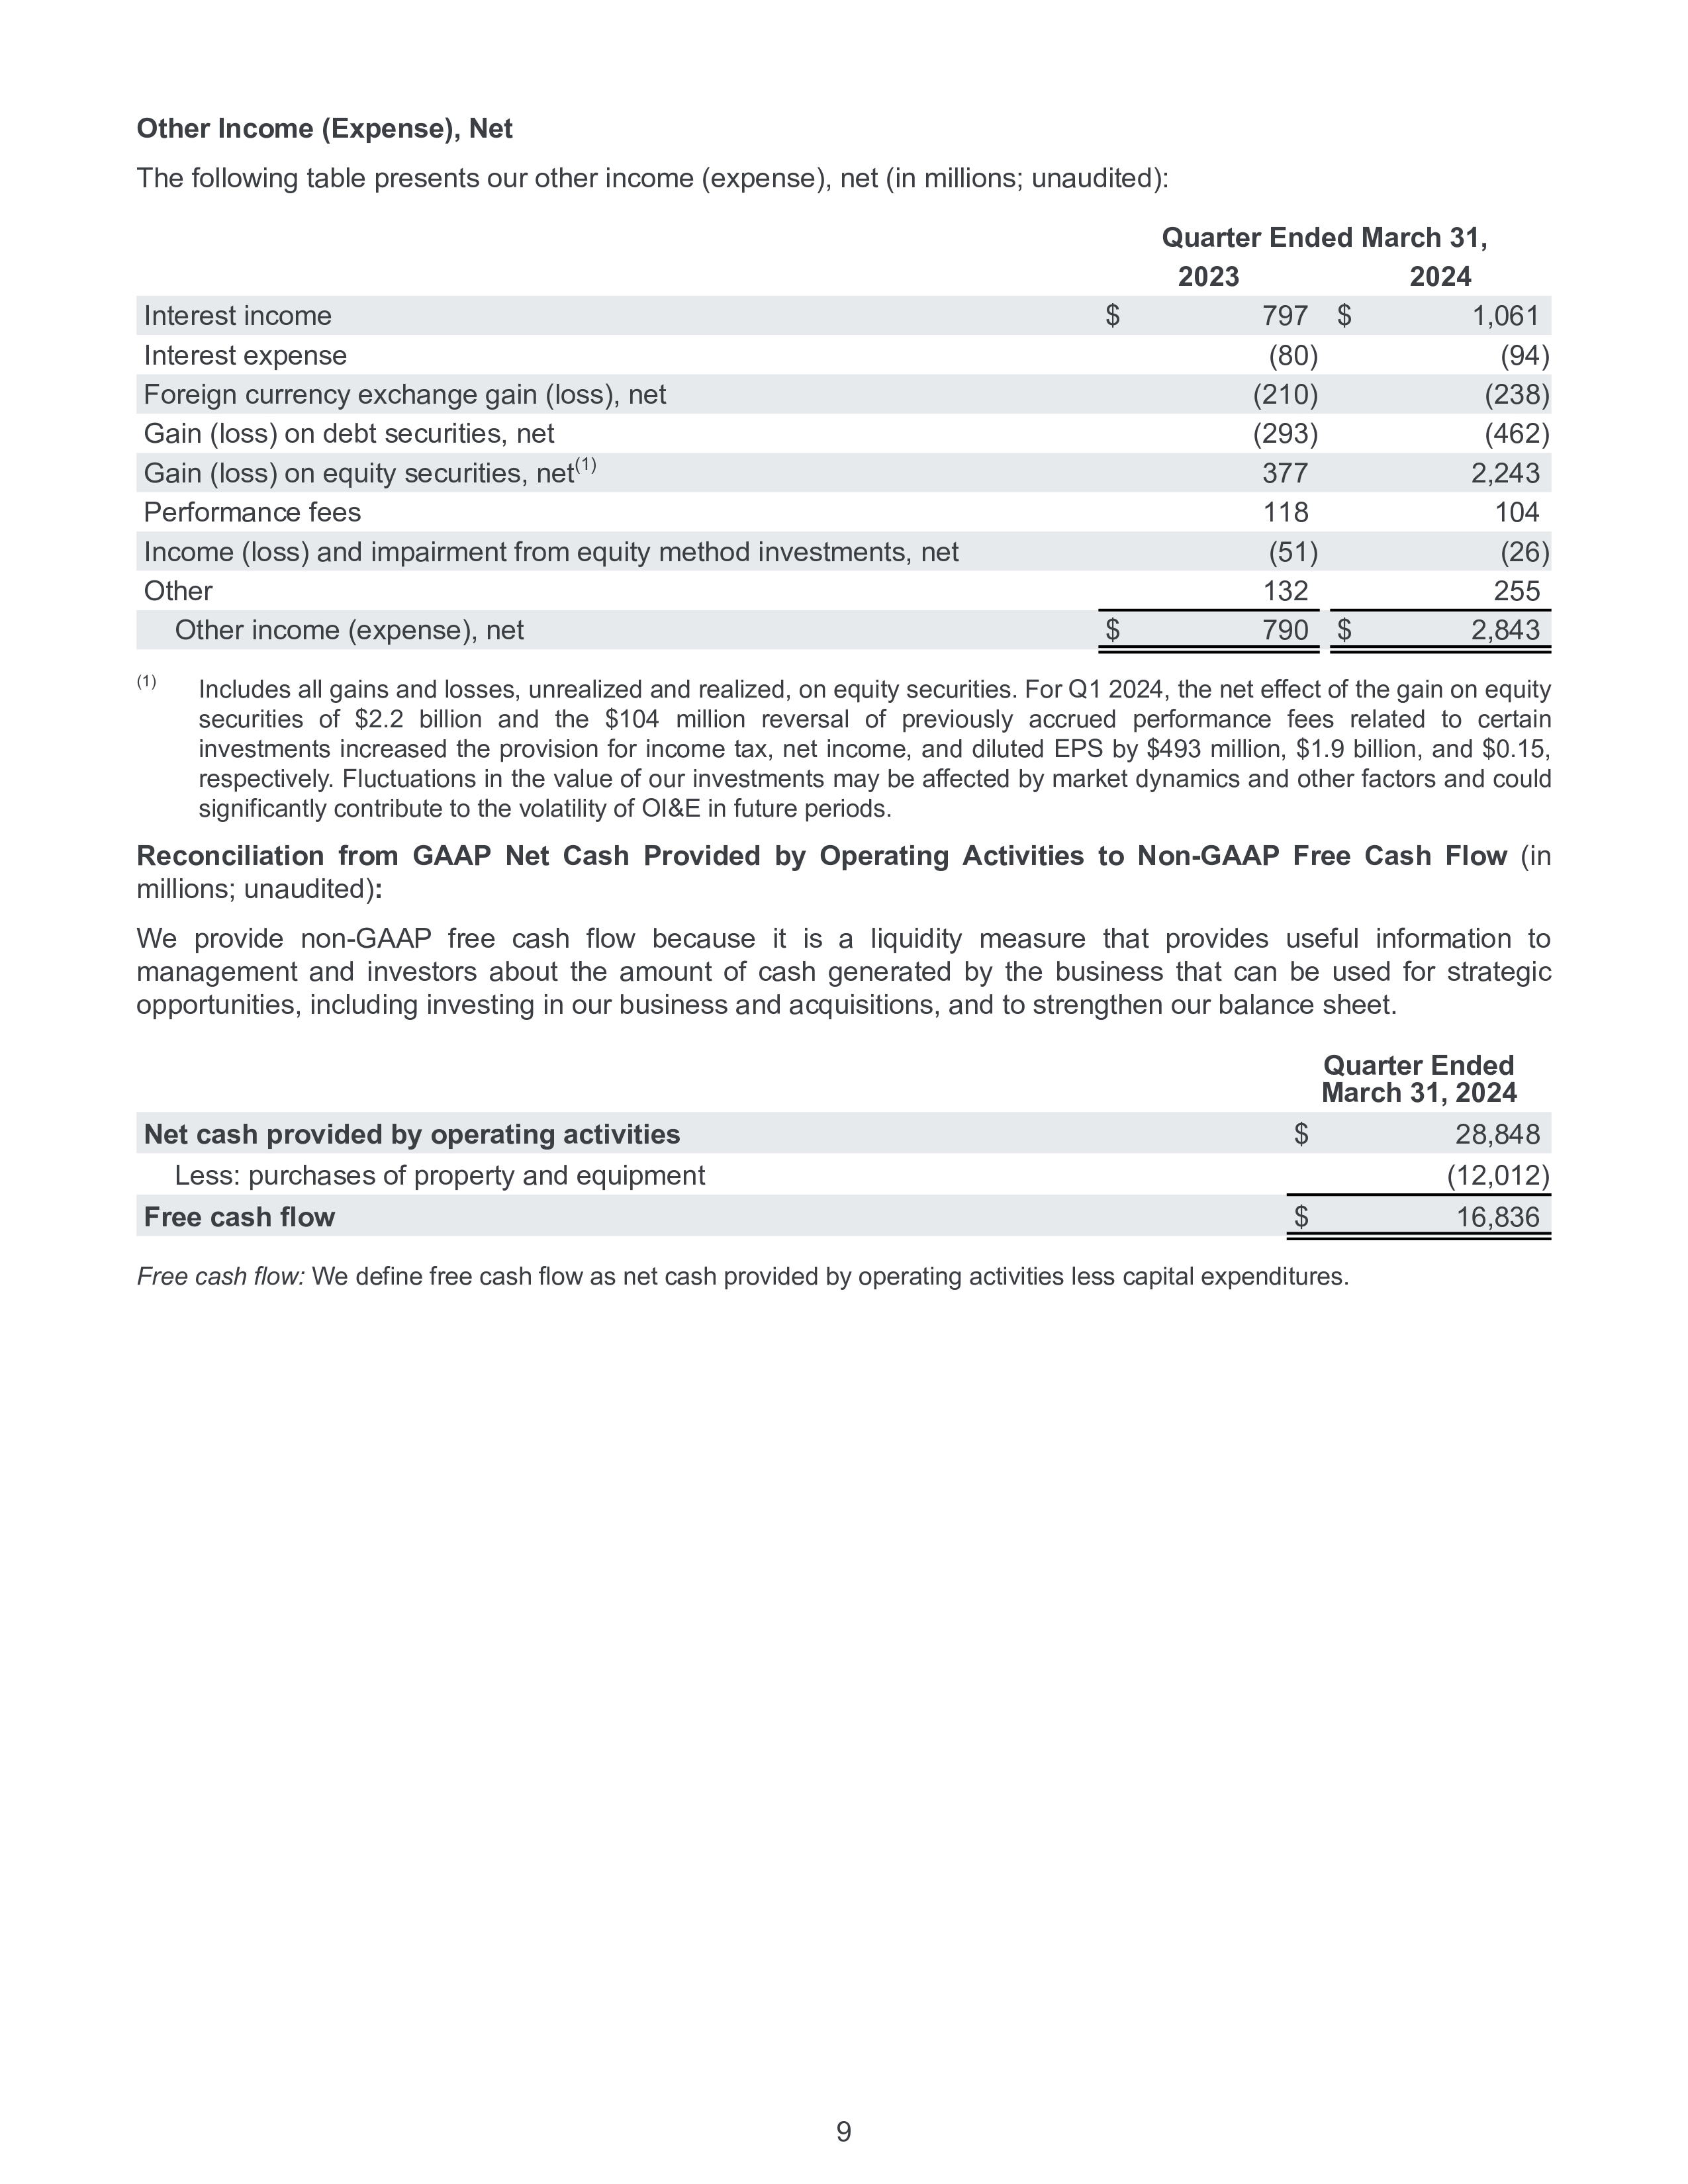 Other Income (Expense), Net
The following table presents our other income (expense), net (in millions; unaudited):
Quarter Ended March 31,
2023 2024
Interest income $ 797 $ 1,061
Interest expense (80) (94)
Foreign currency exchange gain (loss), net (210) (238)
Gain (loss) on debt securities, net (293) (462)
Gain (loss) on equity securities, net(1) 377 2,243
Performance fees 118 104
Income (loss) and impairment from equity method investments, net (51) (26)
Other 132 255
Other income (expense), net $ 790 $ 2,843
(1) Includes all gains and losses, unrealized and realized, on equity securities. For Q1 2024, the net effect of the gain on equity
securities of $2.2 billion and the $104 million reversal of previously accrued performance fees related to certain
investments increased the provision for income tax, net income, and diluted EPS by $493 million, $1.9 billion, and $0.15,
respectively. Fluctuations in the value of our investments may be affected by market dynamics and other factors and could
significantly contribute to the volatility of OI&E in future periods.
Reconciliation from GAAP Net Cash Provided by Operating Activities to Non-GAAP Free Cash Flow (in
millions; unaudited):
We provide non-GAAP free cash flow because it is a liquidity measure that provides useful information to
management and investors about the amount of cash generated by the business that can be used for strategic
opportunities, including investing in our business and acquisitions, and to strengthen our balance sheet.
Quarter Ended
March 31, 2024
Net cash provided by operating activities $ 28,848
Less: purchases of property and equipment (12,012)
Free cash flow $ 16,836
Free cash flow: We define free cash flow as net cash provided by operating activities less capital expenditures.
9